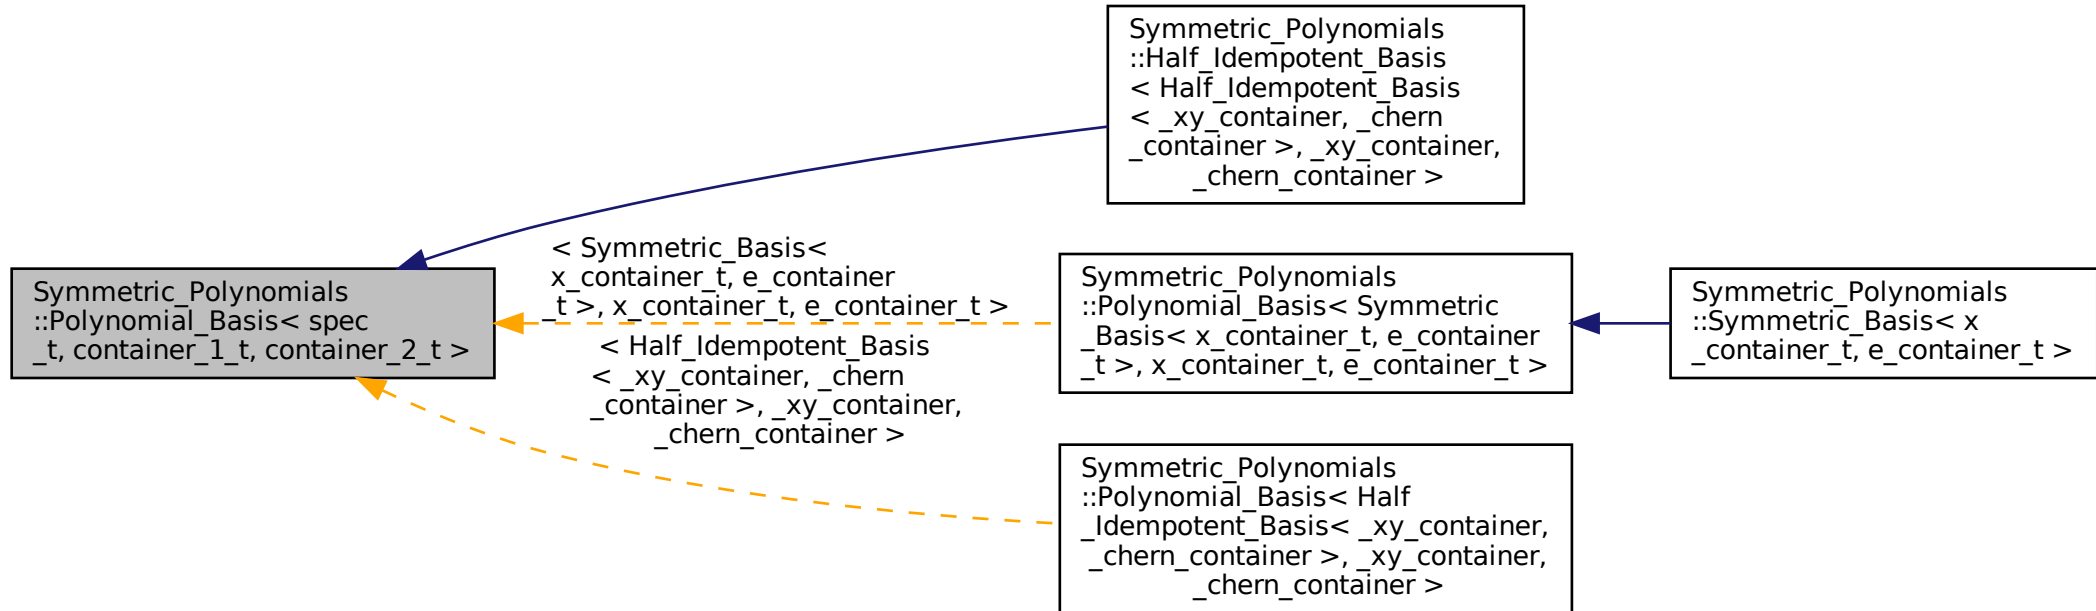 Symmetric_Polynomials
::Half_Idempotent_Basis
< Half_Idempotent_Basis
< _xy_container, _chern
_container >, _xy_container,
_chern_container >
Symmetric_Polynomials
::Polynomial_Basis< spec
_t, container_1_t, container_2_t >
< Symmetric_Basis<
x_container_t, e_container
_t >, x_container_t, e_container_t >
Symmetric_Polynomials
::Polynomial_Basis< Symmetric
_Basis< x_container_t, e_container
_t >, x_container_t, e_container_t >
Symmetric_Polynomials
::Symmetric_Basis< x
_container_t, e_container_t >
< Half_Idempotent_Basis
< _xy_container, _chern
_container >, _xy_container,
_chern_container >
Symmetric_Polynomials
::Polynomial_Basis< Half
_Idempotent_Basis< _xy_container,
_chern_container >, _xy_container,
_chern_container >